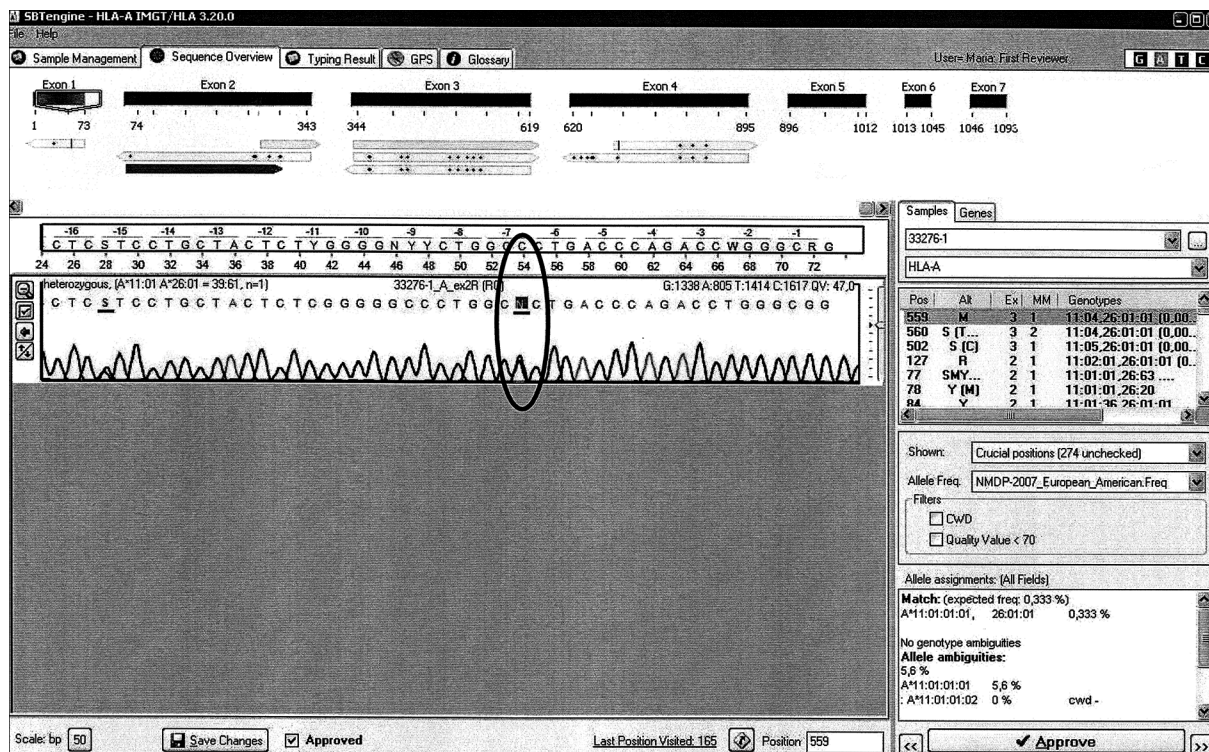 SBTengine - HLA-A IMGT/HLA 3.20.0
File Help
Sample Management Sequence Overview Typing Result GPS Glossary User= Maria: First Reviewer G A T C
Exon 1 Exon 2 Exon 3 Exon 4 Exon 5 Exon 6 Exon 7
1 73 74 343 344 619 620 895 896 1012 1013 1045 1046 1098
Samples Genes
33276-1
HLA-A
-16 -15 -14 -13 -12 -11 -10 -9 -8 -7 -6 -5 -4 -3 -2 -1
C T C S T C C T G C T A C T C T Y G G G G N Y Y C T G G C C C T G A C C C A G A C C W G G G C R G
24 26 28 30 32 34 36 38 40 42 44 46 48 50 52 54 56 58 60 62 64 66 68 70 72
heterozygous, (A*11:01 A*26:01 = 39:61, n=1) 33276-1_A_ex2R (R0) G:1338 A:805 T:1414 C:1617 QV: 47,0
C T C S T C C T G C T A C T C T C G G G G G C C C T G G C M C T G A C C C A G A C C G G G G C G G
Pos Alt Ex MM Genotypes
559 M 3 1 11:04,26:01:01 (0,00...
560 S (T... 3 2 11:04,26:01:01 (0,00...
502 S (C) 3 1 11:05,26:01:01 (0,00...
127 R 2 1 11:02:01,26:01:01 (0...
77 SMY... 2 1 11:01:01,26:63 ....
78 Y (M) 2 1 11:01:01,26:20
84 Y 2 1 11:01:36 26:01:01
Shown: Crucial positions (274 unchecked)
Allele Freq. NMDP-2007_European_American.Freq
Filters
CWD
Quality Value < 70
Allele assignments: (All Fields)
Match: (expected freq: 0,333 %)
A*11:01:01:01, 26:01:01 0,333 %
No genotype ambiguities
Allele ambiguities:
5,6 %
A*11:01:01:01 5,6 %
: A*11:01:01:02 0 % cwd -
Scale: bp 50 Save Changes Approved Last Position Visited: 165 Position 559 << Approve >>